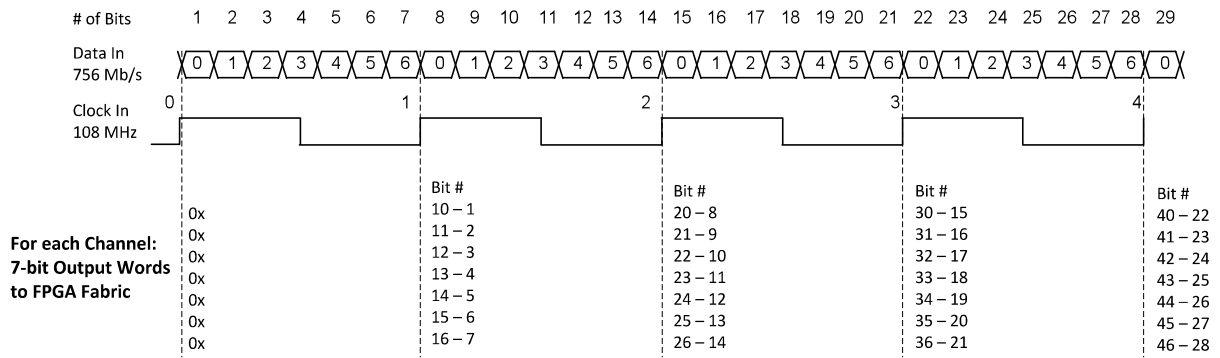 # of Bits 1 2 3 4 5 6 7 8 9 10 11 12 13 14 15 16 17 18 19 20 21 22 23 24 25 26 27 28 29
Data In
756 Mb/s
0 1 2 3 4 5 6 0 1 2 3 4 5 6 0 1 2 3 4 5 6 0 1 2 3 4 5 6 0
Clock In
108 MHz
0 1 2 3 4
For each Channel:
7-bit Output Words
to FPGA Fabric
0x
0x
0x
0x
0x
0x
0x
Bit #
10 – 1
11 – 2
12 – 3
13 – 4
14 – 5
15 – 6
16 – 7
Bit #
20 – 8
21 – 9
22 – 10
23 – 11
24 – 12
25 – 13
26 – 14
Bit #
30 – 15
31 – 16
32 – 17
33 – 18
34 – 19
35 – 20
36 – 21
Bit #
40 – 22
41 – 23
42 – 24
43 – 25
44 – 26
45 – 27
46 – 28